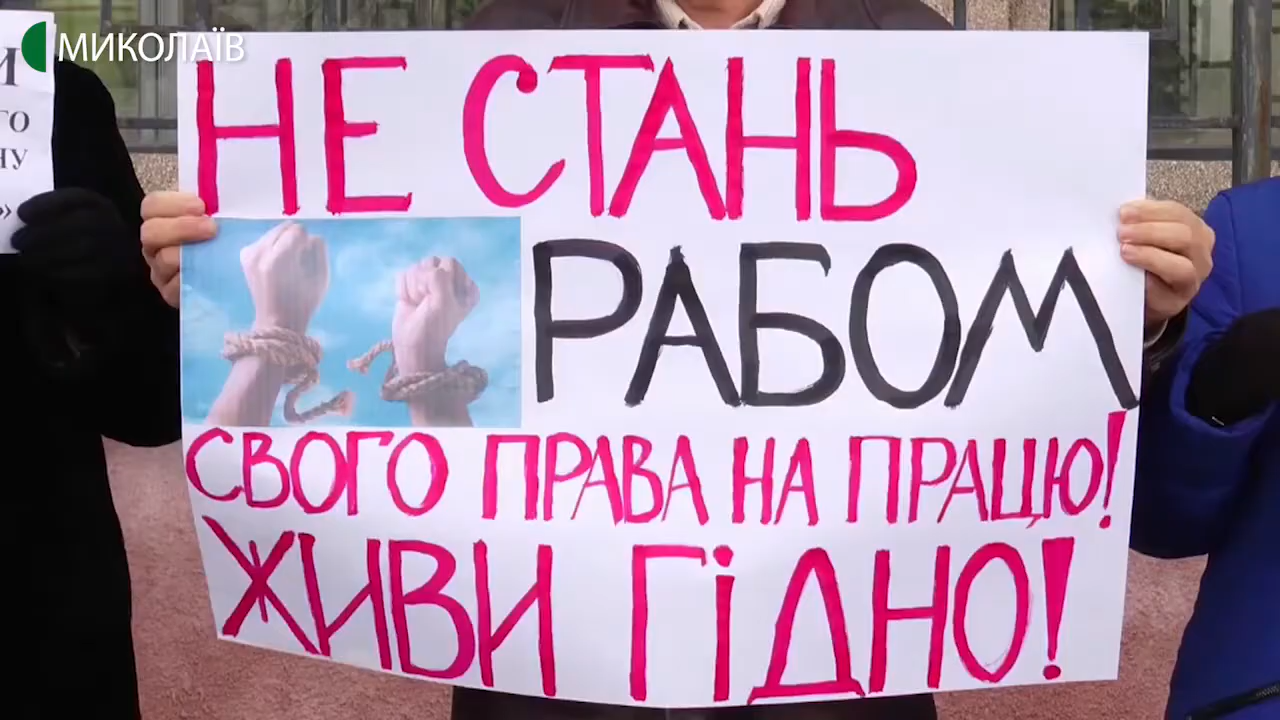 МИКОЛАЇВ
НЕ СТАНЬ
РАБОМ
СВОГО ПРАВА НА ПРАЦЮ!
ЖИВИ ГІДНО!